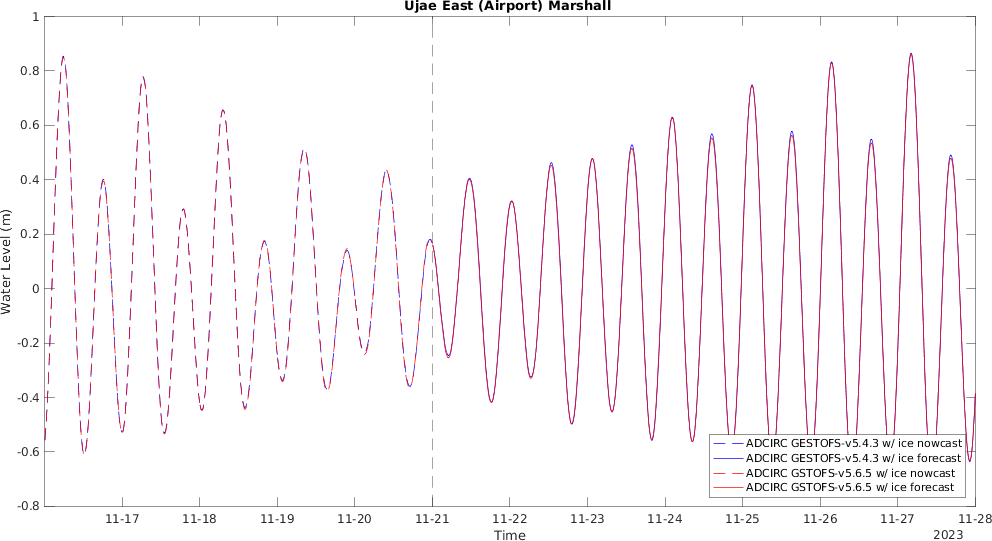 Ujae East (Airport) Marshall
Water Level (m)
1
0.8
0.6
0.4
0.2
0
-0.2
-0.4
-0.6
-0.8
ADCIRC GESTOFS-v5.4.3 w/ ice nowcast
ADCIRC GESTOFS-v5.4.3 w/ ice forecast
ADCIRC GSTOFS-v5.6.5 w/ ice nowcast
ADCIRC GSTOFS-v5.6.5 w/ ice forecast
11-17 11-18 11-19 11-20 11-21 11-22 11-23 11-24 11-25 11-26 11-27 11-28
Time
2023